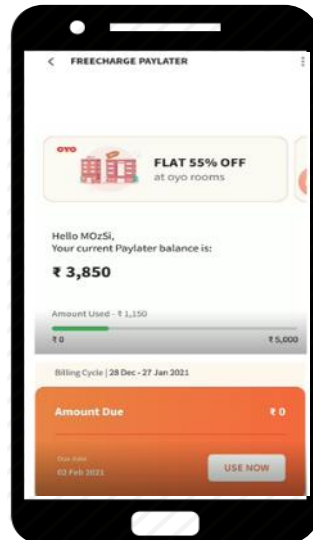 FREECHARGE PAYLATER
OYO
FLAT 55% OFF
at oyo rooms
Hello MOzSi,
Your current Paylater balance is:
₹ 3,850
Amount Used - ₹ 1,150
₹ 0 ₹ 5,000
Billing Cycle | 28 Dec - 27 Jan 2021
Amount Due ₹ 0
Due date
02 Feb 2021
USE NOW